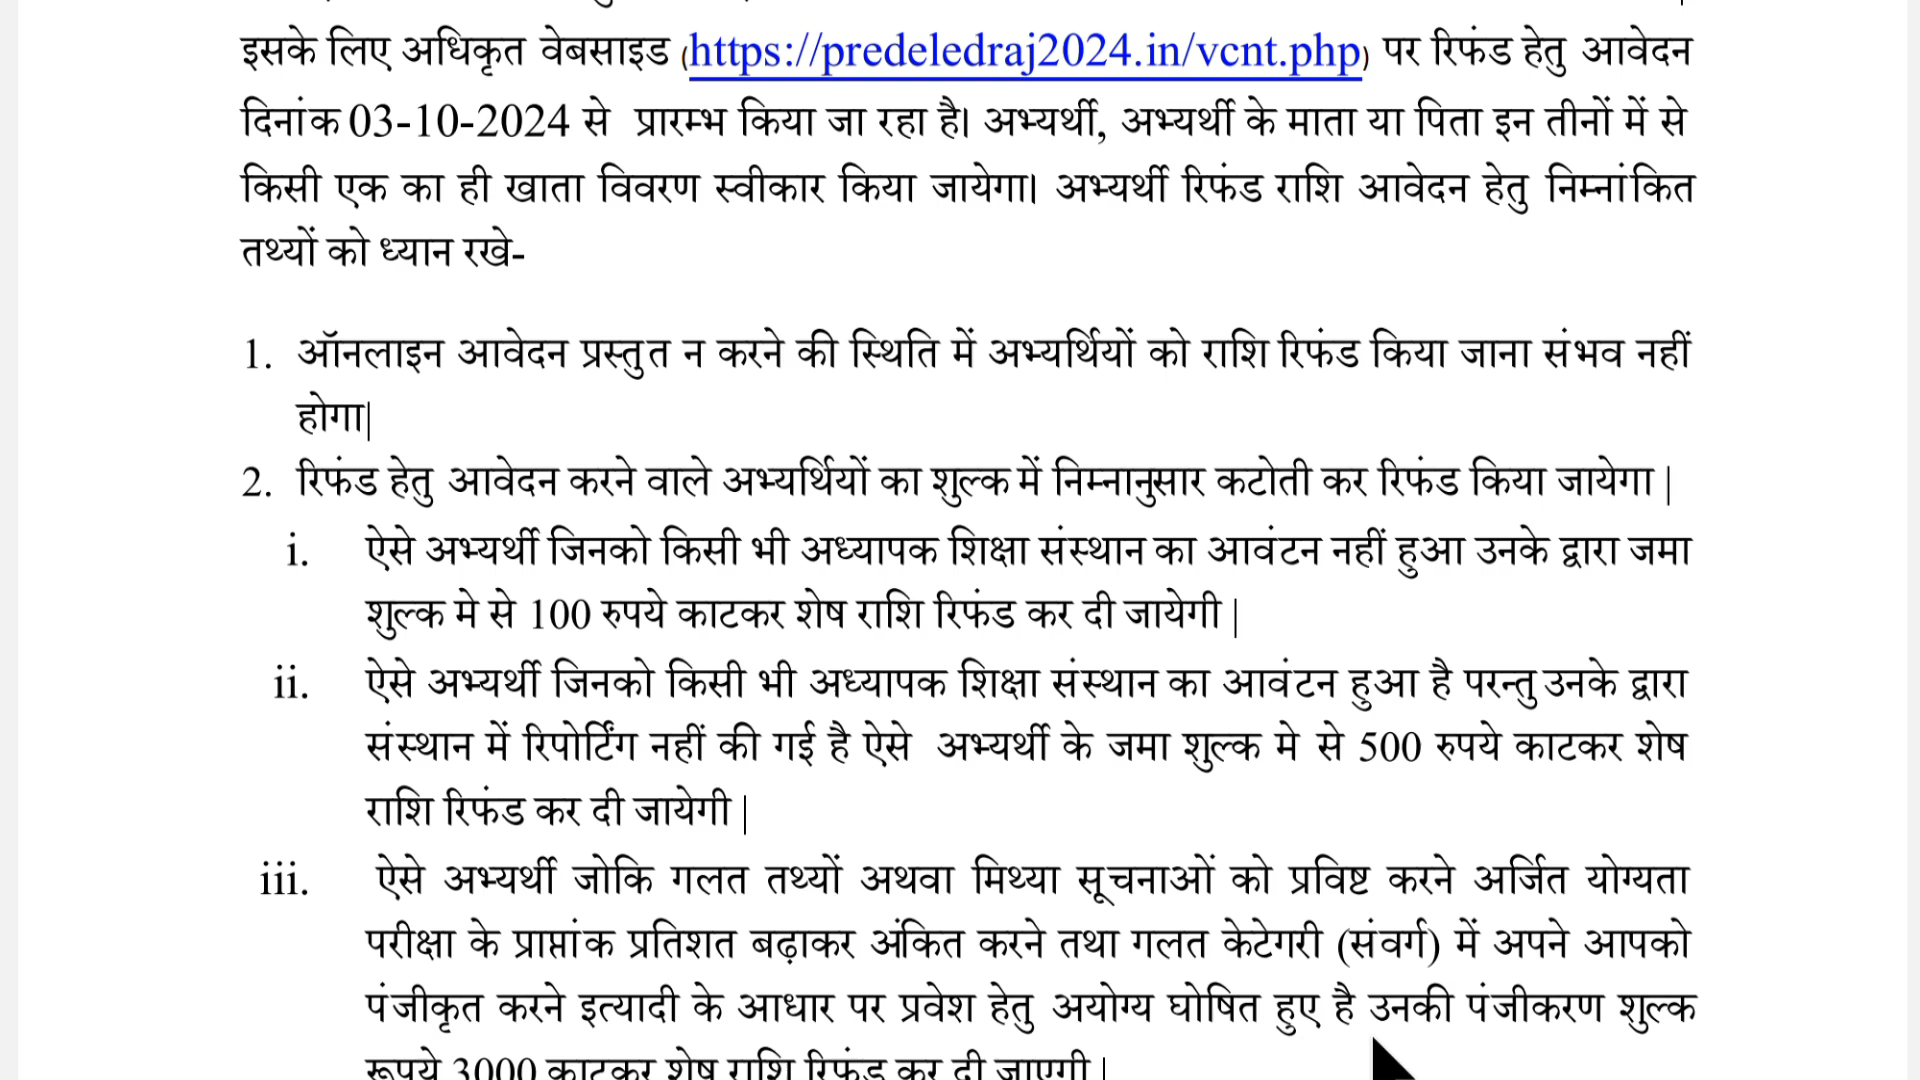 इसके लिए अधिकृत वेबसाइड (https://predeledraj2024.in/vcnt.php) पर रिफंड हेतु आवेदन
दिनांक 03-10-2024 से प्रारम्भ किया जा रहा है। अभ्यर्थी, अभ्यर्थी के माता या पिता इन तीनों में से
किसी एक का ही खाता विवरण स्वीकार किया जायेगा। अभ्यर्थी रिफंड राशि आवेदन हेतु निम्नांकित
तथ्यों को ध्यान रखे-
1. ऑनलाइन आवेदन प्रस्तुत न करने की स्थिति में अभ्यर्थियों को राशि रिफंड किया जाना संभव नहीं
होगा|
2. रिफंड हेतु आवेदन करने वाले अभ्यर्थियों का शुल्क में निम्नानुसार कटोती कर रिफंड किया जायेगा |
i. ऐसे अभ्यर्थी जिनको किसी भी अध्यापक शिक्षा संस्थान का आवंटन नहीं हुआ उनके द्वारा जमा
शुल्क मे से 100 रुपये काटकर शेष राशि रिफंड कर दी जायेगी |
ii. ऐसे अभ्यर्थी जिनको किसी भी अध्यापक शिक्षा संस्थान का आवंटन हुआ है परन्तु उनके द्वारा
संस्थान में रिपोर्टिंग नहीं की गई है ऐसे अभ्यर्थी के जमा शुल्क मे से 500 रुपये काटकर शेष
राशि रिफंड कर दी जायेगी |
iii. ऐसे अभ्यर्थी जोकि गलत तथ्यों अथवा मिथ्या सूचनाओं को प्रविष्ट करने अर्जित योग्यता
परीक्षा के प्राप्तांक प्रतिशत बढ़ाकर अंकित करने तथा गलत केटेगरी (संवर्ग) में अपने आपको
पंजीकृत करने इत्यादी के आधार पर प्रवेश हेतु अयोग्य घोषित हुए है उनकी पंजीकरण शुल्क
रूपये 3000 काटकर शेष राशि रिफंड कर दी जाएगी |